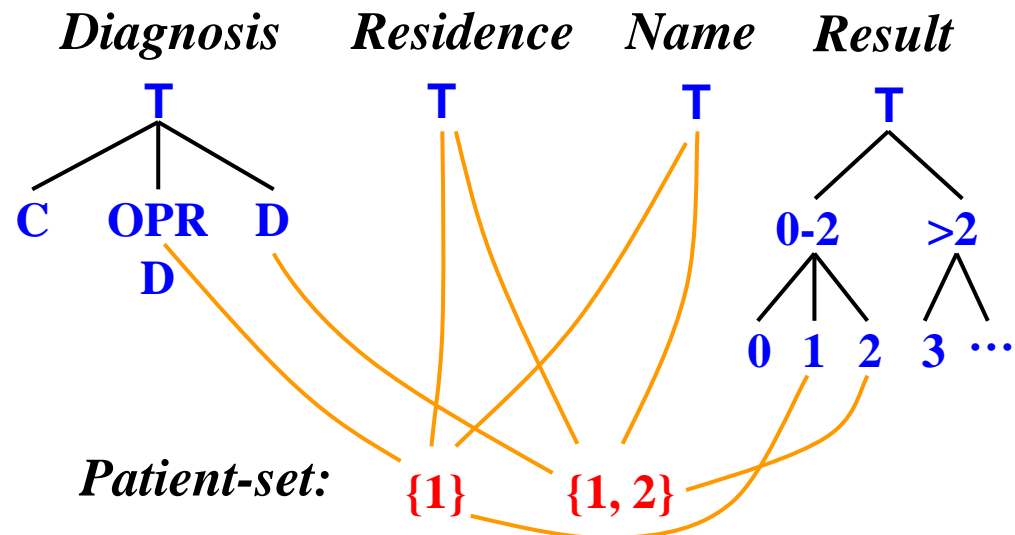 Diagnosis Residence Name Result
T T T T
C OPR D 0-2 >2
D
0 1 2 3 ...
Patient-set: {1} {1, 2}